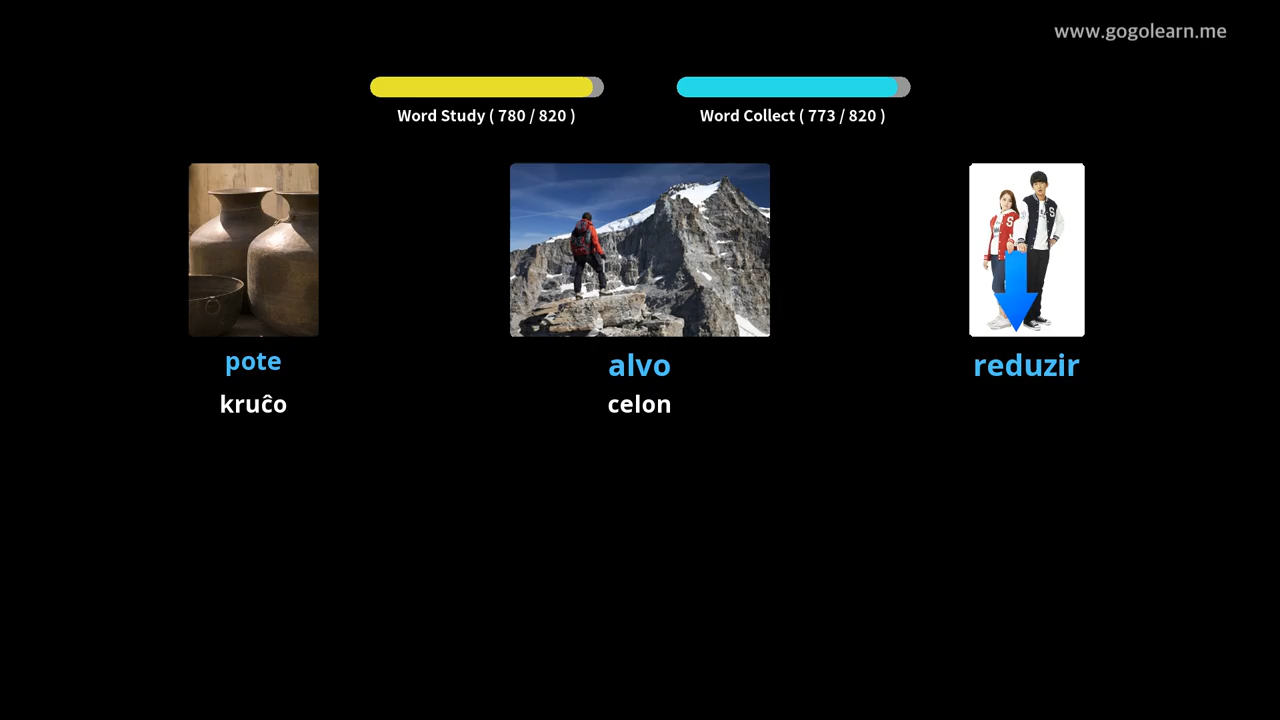 www.gogolearn.me
Word Study ( 780 / 820 )
Word Collect ( 773 / 820 )
S
S
pote
alvo
reduzir
kruĉo
celon